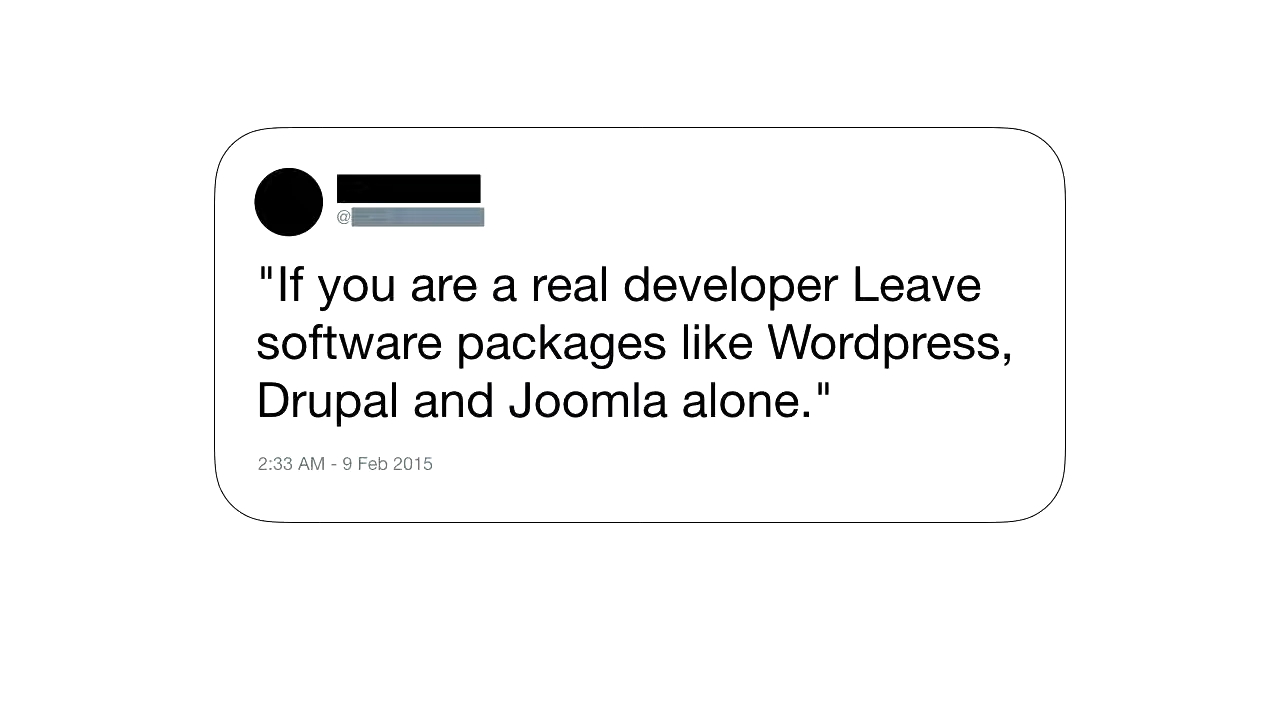 @
"If you are a real developer Leave
software packages like Wordpress,
Drupal and Joomla alone."
2:33 AM - 9 Feb 2015